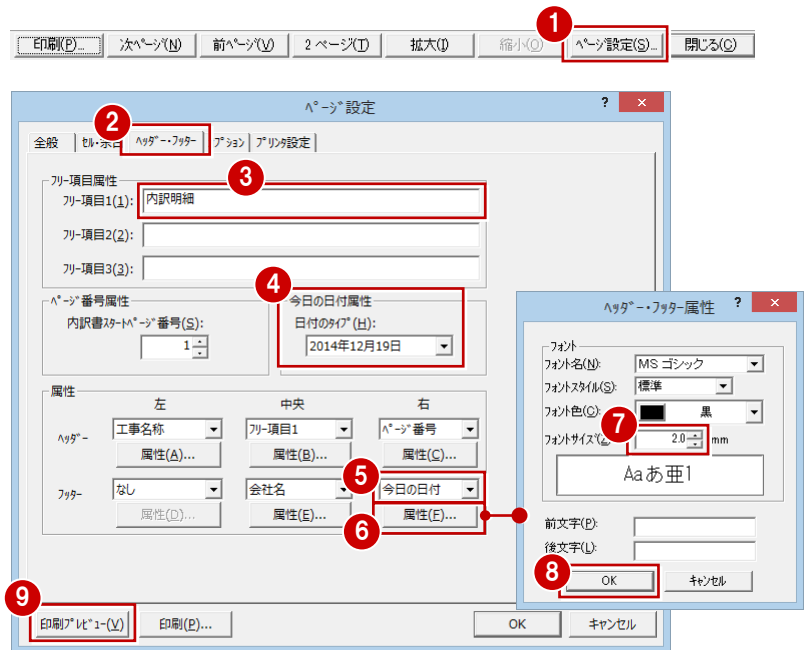 1
印刷(P)... 次ページ(N) 前ページ(V) 2 ページ(T) 拡大(I) 縮小(O) ページ設定(S)... 閉じる(C)
ページ設定 ? ×
2
全般 ヘッダー・フッター プション プリンタ設定
フリー項目属性
3
フリー項目1(1): 内訳明細
フリー項目2(2):
フリー項目3(3):
ページ番号属性
内訳書スタートページ番号(S):
1
4
今日の日付属性
日付のタイプ(H):
2014年12月19日
属性
左 中央 右
ヘッダー 工事名称 フリー項目1 ページ番号
属性(A)... 属性(B)... 属性(C)...
5
フッター なし 会社名 今日の日付
属性(D)... 属性(E)... 属性(F)...
6
9
印刷プレビュー(V) 印刷(P)... OK キャンセル
ヘッダー・フッター属性 ? ×
フォント
フォント名(N): MS ゴシック
フォントスタイル(S): 標準
フォント色(C): 黒
7
フォントサイズ( 2.0 mm
Aaあ亜1
前文字(P):
後文字(L):
8
OK キャンセル